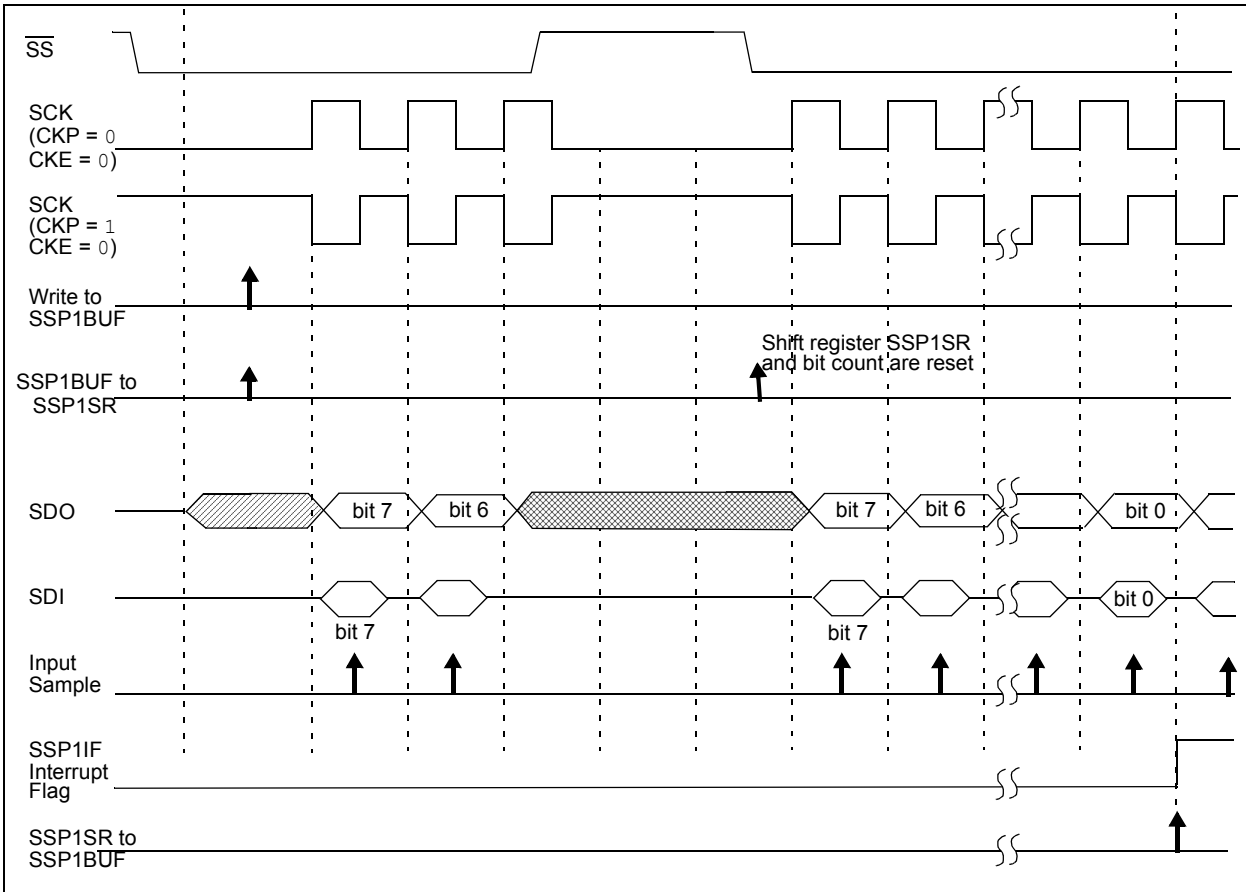 SS
SCK
(CKP = 0
CKE = 0)
SCK
(CKP = 1
CKE = 0)
Write to
SSP1BUF
Shift register SSP1SR
and bit count are reset
SSP1BUF to
SSP1SR
SDO
bit 7
bit 6
bit 7
bit 6
bit 0
SDI
bit 0
bit 7
bit 7
Input
Sample
SSP1IF
Interrupt
Flag
SSP1SR to
SSP1BUF